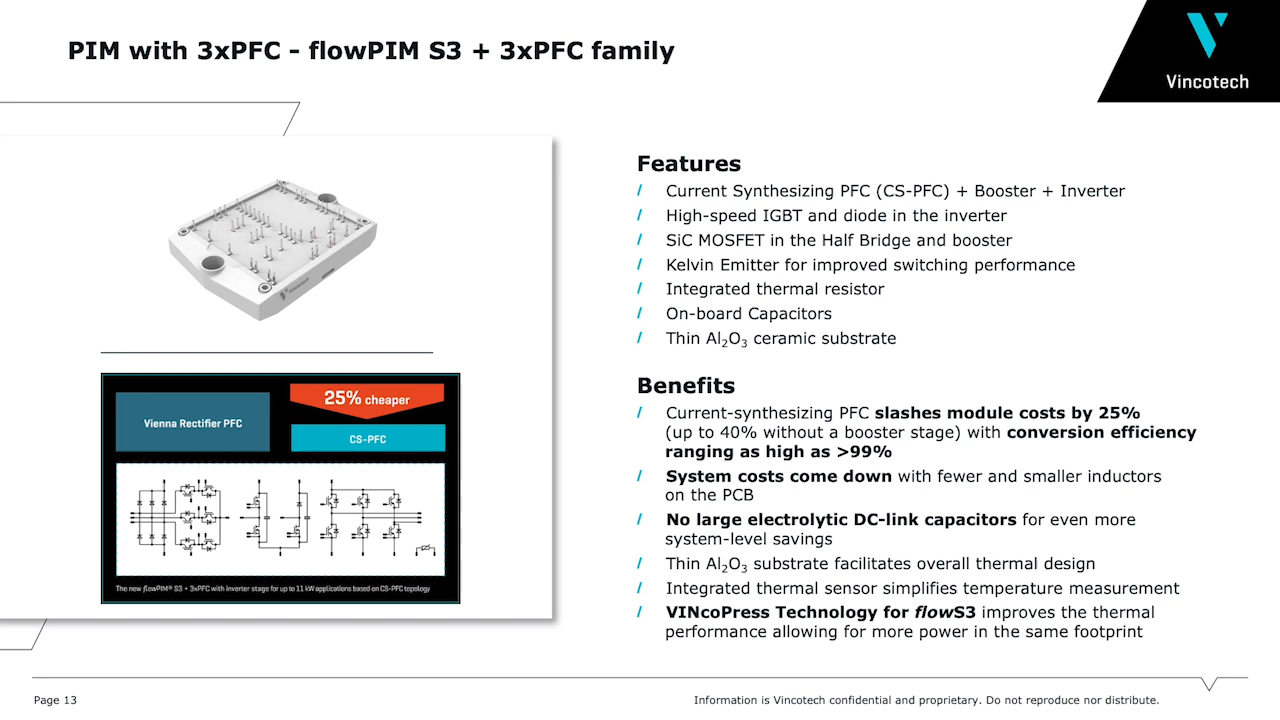 PIM with 3xPFC - flowPIM S3 + 3xPFC family
Vincotech
Features
/ Current Synthesizing PFC (CS-PFC) + Booster + Inverter
/ High-speed IGBT and diode in the inverter
/ SiC MOSFET in the Half Bridge and booster
/ Kelvin Emitter for improved switching performance
/ Integrated thermal resistor
/ On-board Capacitors
/ Thin Al₂O₃ ceramic substrate
Vincotech
25% cheaper
Vienna Rectifier PFC
CS-PFC
The new flowPIM® S3 + 3xPFC with inverter stage for up to 11 kW applications based on CS-PFC topology
Benefits
/ Current-synthesizing PFC slashes module costs by 25%
(up to 40% without a booster stage) with conversion efficiency
ranging as high as >99%
/ System costs come down with fewer and smaller inductors
on the PCB
/ No large electrolytic DC-link capacitors for even more
system-level savings
/ Thin Al₂O₃ substrate facilitates overall thermal design
/ Integrated thermal sensor simplifies temperature measurement
/ VINcoPress Technology for flowS3 improves the thermal
performance allowing for more power in the same footprint
Page 13
Information is Vincotech confidential and proprietary. Do not reproduce nor distribute.